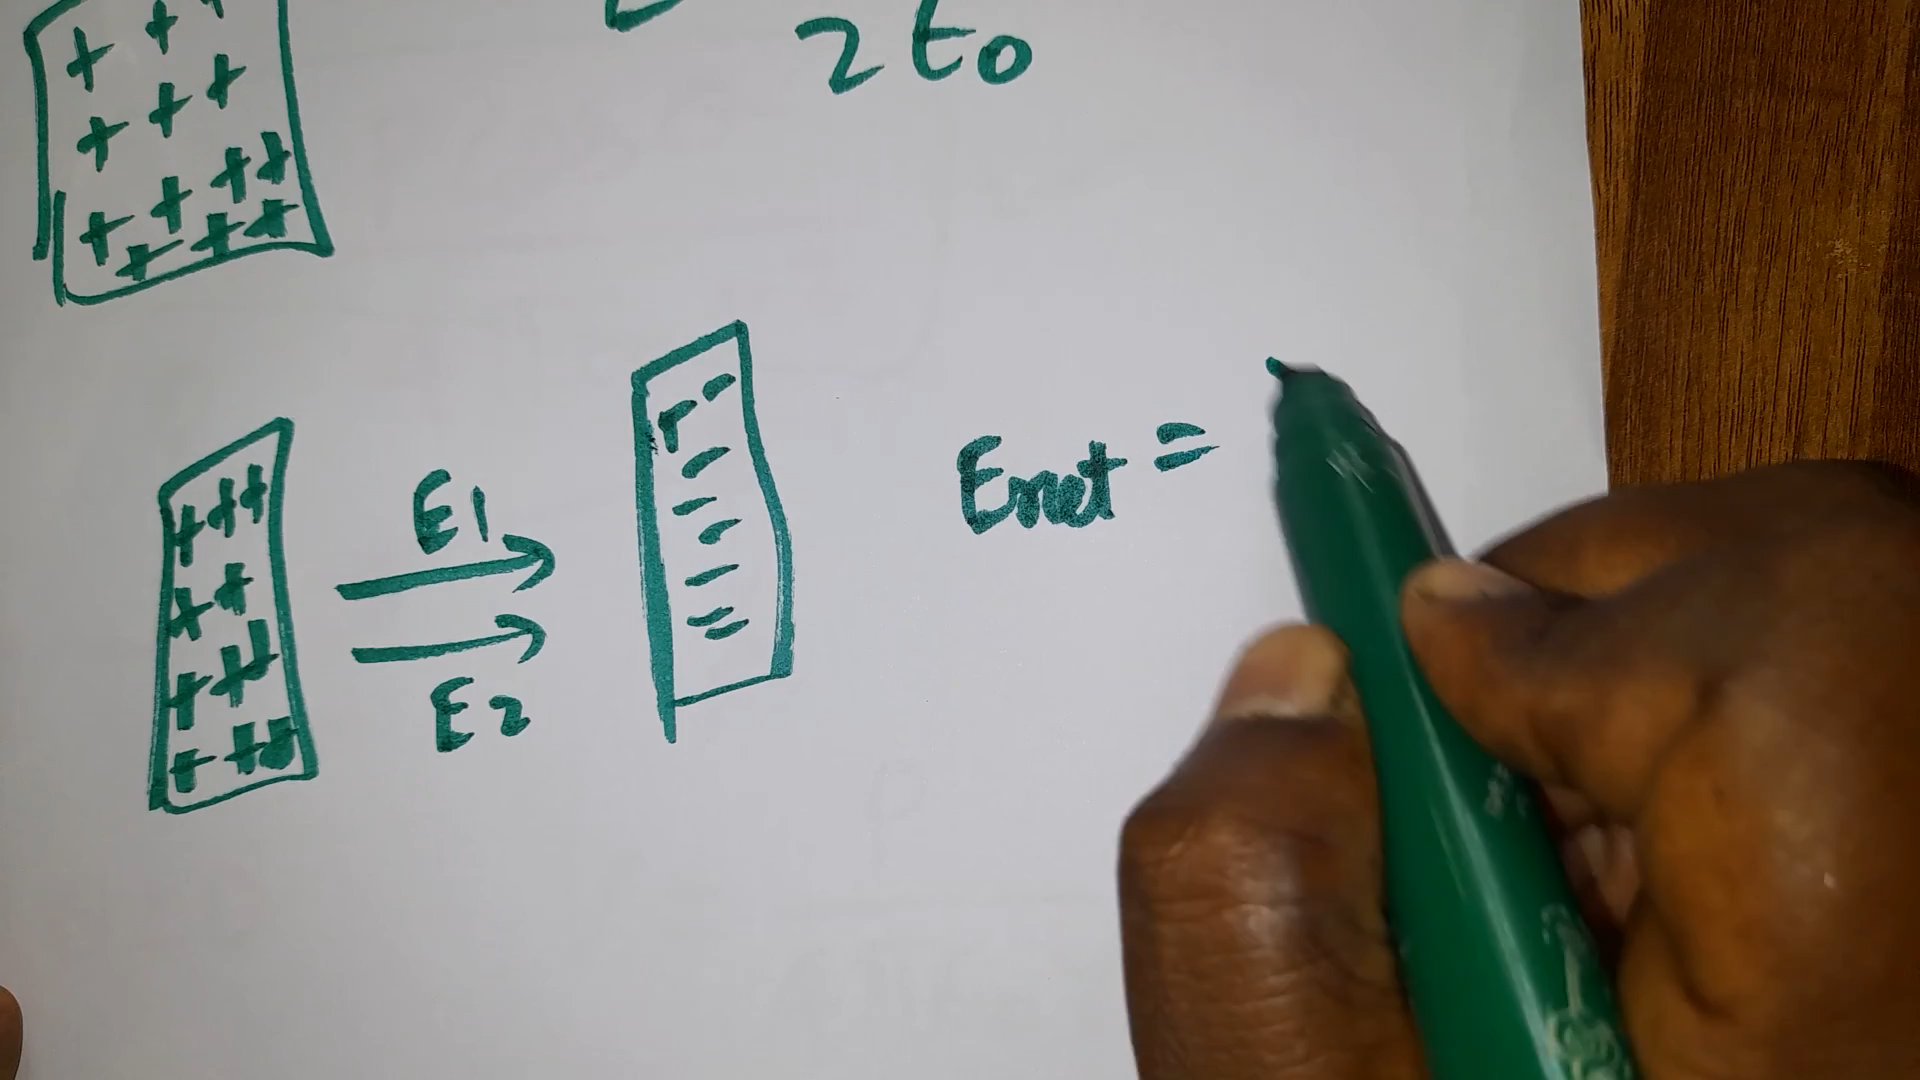 2ε0
E1
E2
Enet =